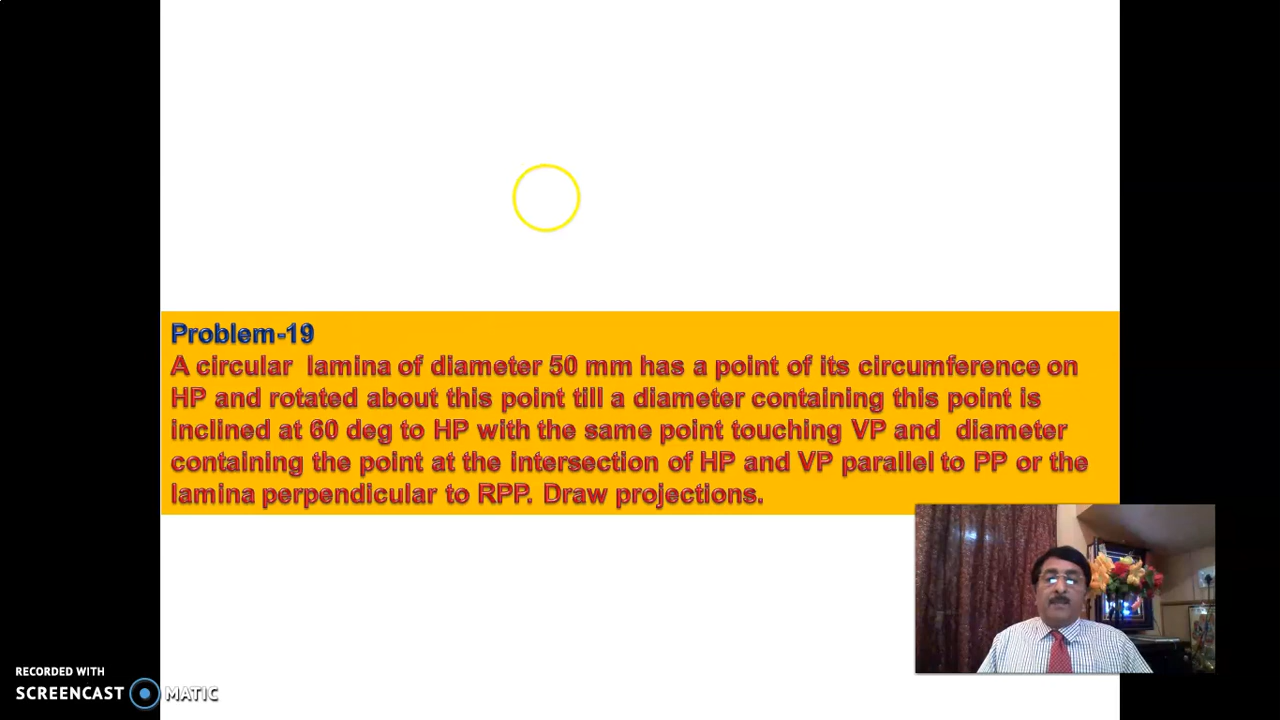 Problem-19
A circular lamina of diameter 50 mm has a point of its circumference on
HP and rotated about this point till a diameter containing this point is
inclined at 60 deg to HP with the same point touching VP and diameter
containing the point at the intersection of HP and VP parallel to PP or the
lamina perpendicular to RPP. Draw projections.
RECORDED WITH
SCREENCAST MATIC